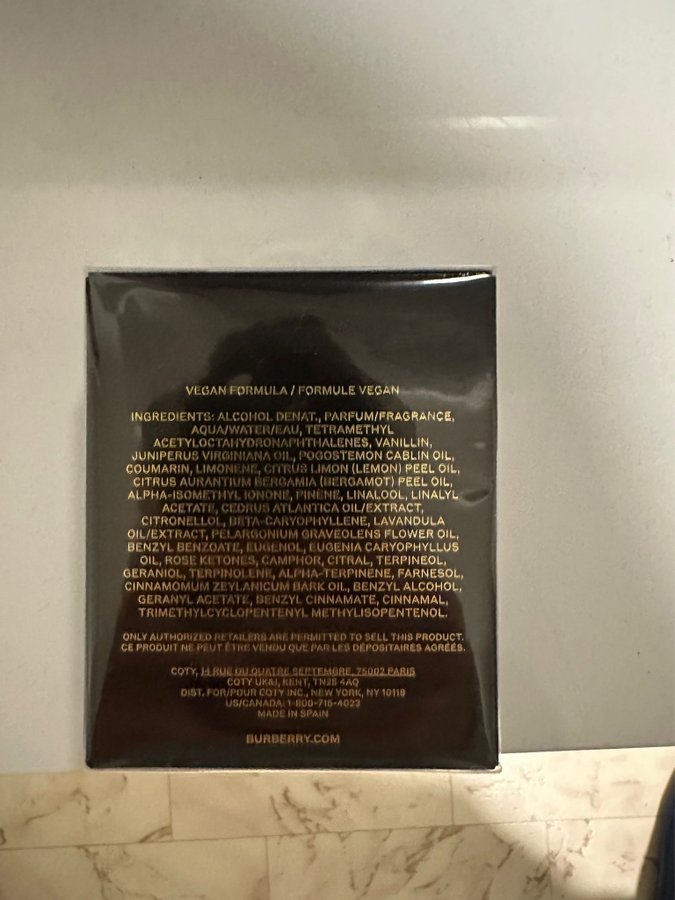 VEGAN FORMULA / FORMULE VEGAN
INGREDIENTS: ALCOHOL DENAT., PARFUM/FRAGRANCE,
AQUA/WATER/EAU, TETRAMETHYL
ACETYLOCTAHYDRONAPHTHALENES, VANILLIN,
JUNIPERUS VIRGINIANA OIL, POGOSTEMON CABLIN OIL,
COUMARIN, LIMONENE, CITRUS LIMON (LEMON) PEEL OIL,
CITRUS AURANTIUM BERGAMIA (BERGAMOT) PEEL OIL,
ALPHA-ISOMETHYL IONONE, PINENE, LINALOOL, LINALYL
ACETATE, CEDRUS ATLANTICA OIL/EXTRACT,
CITRONELLOL, BETA-CARYOPHYLLENE, LAVANDULA
OIL/EXTRACT, PELARGONIUM GRAVEOLENS FLOWER OIL,
BENZYL BENZOATE, EUGENOL, EUGENIA CARYOPHYLLUS
OIL, ROSE KETONES, CAMPHOR, CITRAL, TERPINEOL,
GERANIOL, TERPINOLENE, ALPHA-TERPINENE, FARNESOL,
CINNAMOMUM ZEYLANICUM BARK OIL, BENZYL ALCOHOL,
GERANYL ACETATE, BENZYL CINNAMATE, CINNAMAL,
TRIMETHYLCYCLOPENTENYL METHYLISOPENTENOL.
ONLY AUTHORIZED RETAILERS ARE PERMITTED TO SELL THIS PRODUCT.
CE PRODUIT NE PEUT ÊTRE VENDU QUE PAR LES DÉPOSITAIRES AGRÉÉS.
COTY, 14 RUE DU QUATRE SEPTEMBRE, 75002 PARIS
COTY UK&I, KENT, TN25 4AQ
DIST. FOR/POUR COTY INC., NEW YORK, NY 10118
US/CANADA: 1-800-715-4023
MADE IN SPAIN
BURBERRY.COM